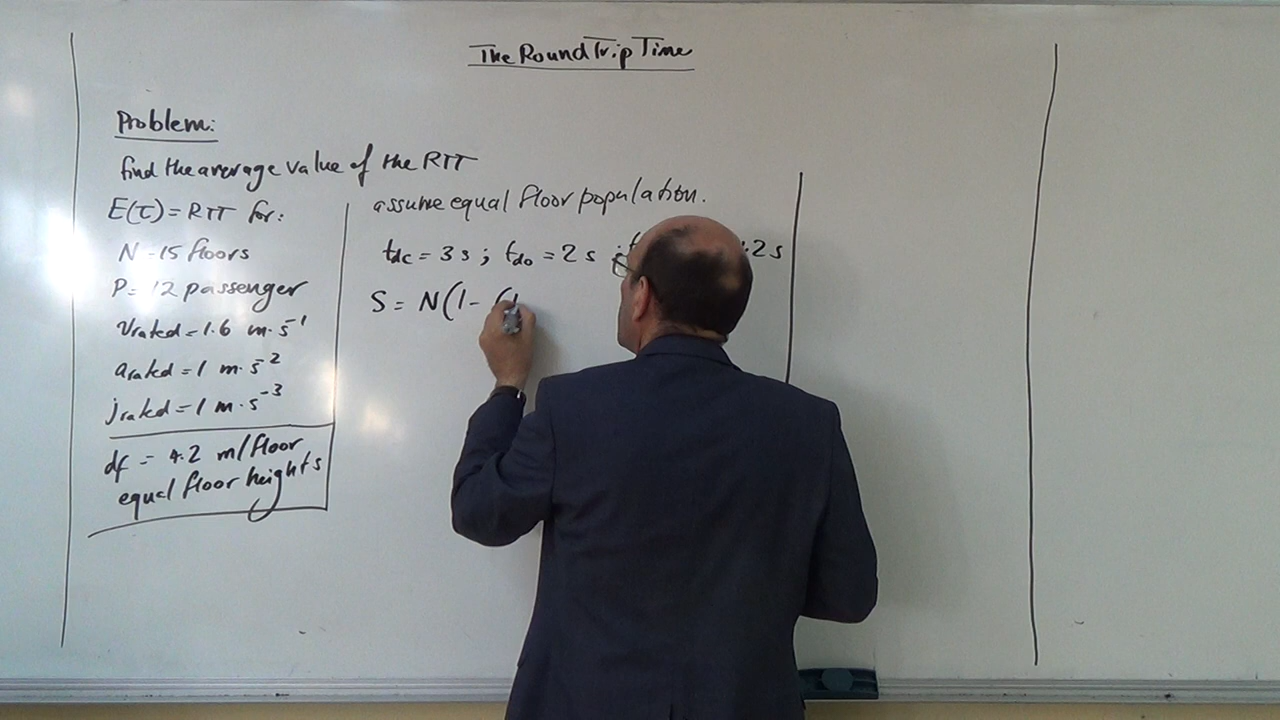 The Round Trip Time
Problem:
find the average value of the RTT
E(τ) = RTT for:
N = 15 floors
P = 12 passenger
Vrated = 1.6 m·s⁻¹
arated = 1 m·s⁻²
jrated = 1 m·s⁻³
df = 4.2 m/floor
equal floor heights
assume equal floor population.
tdc = 3 s ; tdo = 2 s ; 2 s
S = N(1 - (1